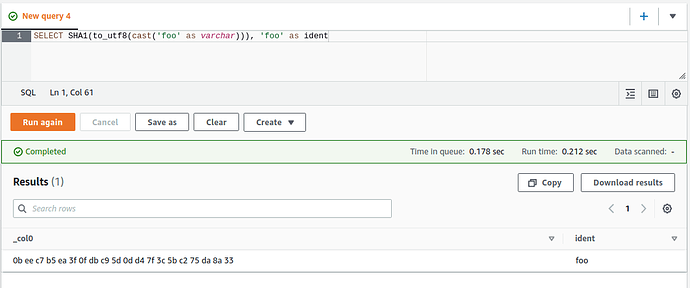 New query 4
1 SELECT SHA1(to_utf8(cast('foo' as varchar))), 'foo' as ident
SQL Ln 1, Col 61
Run again Cancel Save as Clear Create
Completed Time in queue: 0.178 sec Run time: 0.212 sec Data scanned: -
Results (1) Copy Download results
Search rows 1
_col0 ident
0b ee c7 b5 ea 3f 0f db c9 5d 0d d4 7f 3c 5b c2 75 da 8a 33 foo